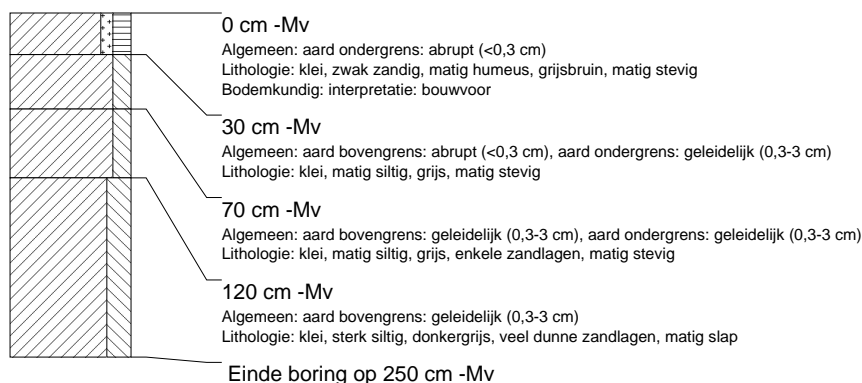 0 cm -Mv
Algemeen: aard ondergrens: abrupt (<0,3 cm)
Lithologie: klei, zwak zandig, matig humeus, grijsbruin, matig stevig
Bodemkundig: interpretatie: bouwvoor
30 cm -Mv
Algemeen: aard bovengrens: abrupt (<0,3 cm), aard ondergrens: geleidelijk (0,3-3 cm)
Lithologie: klei, matig siltig, grijs, matig stevig
70 cm -Mv
Algemeen: aard bovengrens: geleidelijk (0,3-3 cm), aard ondergrens: geleidelijk (0,3-3 cm)
Lithologie: klei, matig siltig, grijs, enkele zandlagen, matig stevig
120 cm -Mv
Algemeen: aard bovengrens: geleidelijk (0,3-3 cm)
Lithologie: klei, sterk siltig, donkergrijs, veel dunne zandlagen, matig slap
Einde boring op 250 cm -Mv